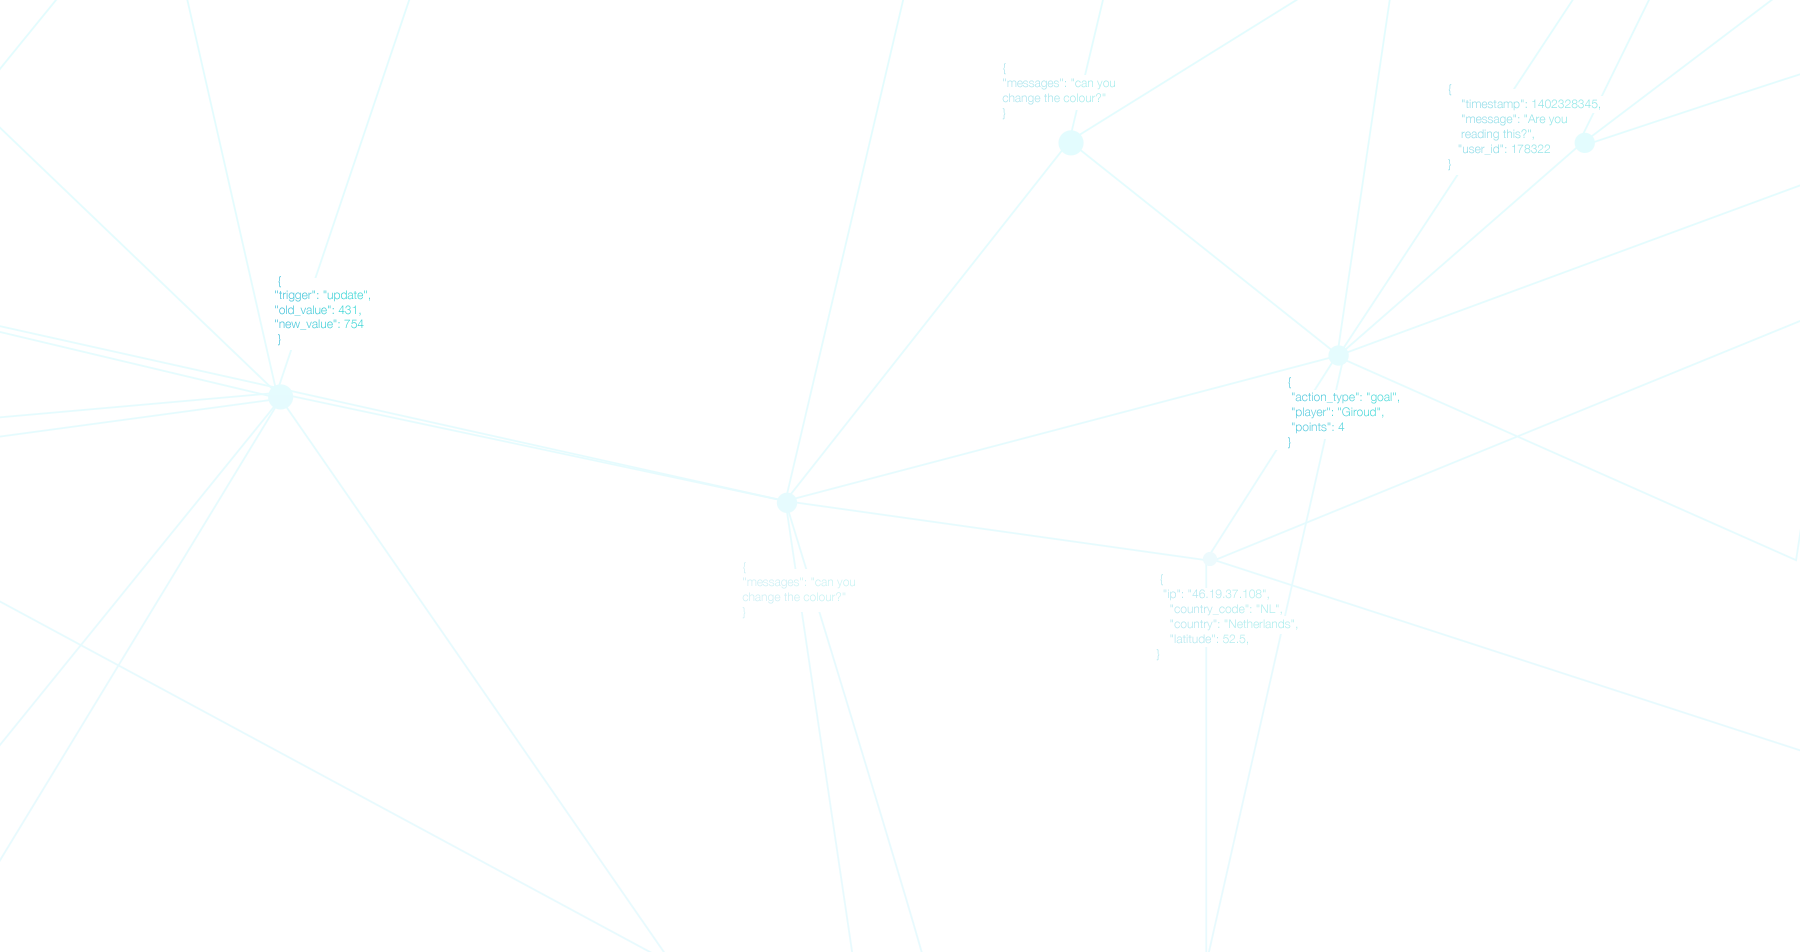 {
"messages": "can you
change the colour?"
}
{
"timestamp": 1402328345,
"message": "Are you
reading this?",
"user_id": 178322
}
{
"trigger": "update",
"old_value": 431,
"new_value": 754
}
{
"action_type": "goal",
"player": "Giroud",
"points": 4
}
{
"messages": "can you
change the colour?"
}
{
"ip": "46.19.37.108",
"country_code": "NL",
"country": "Netherlands",
"latitude": 52.5,
}